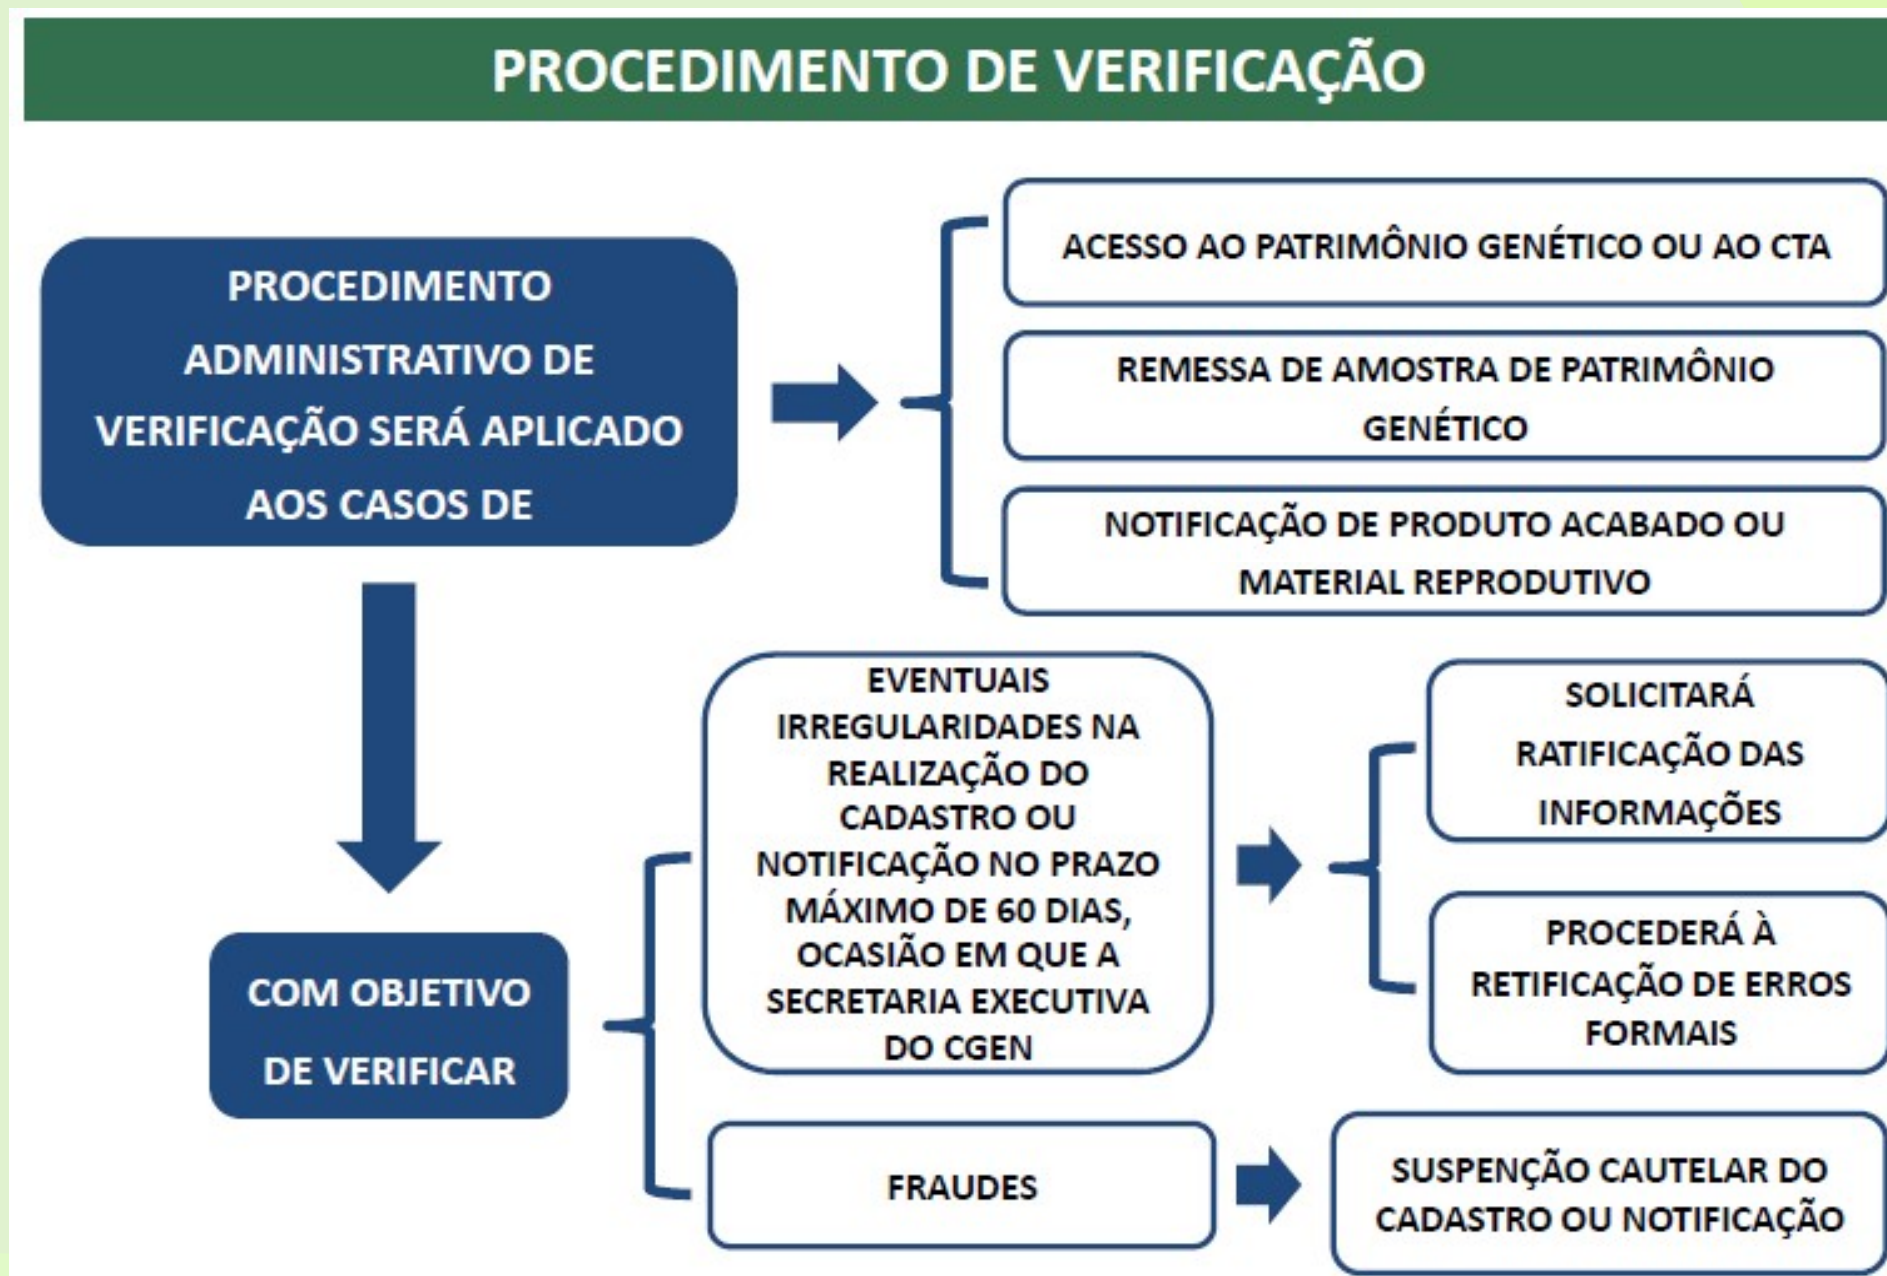 PROCEDIMENTO DE VERIFICAÇÃO
PROCEDIMENTO
ADMINISTRATIVO DE
VERIFICAÇÃO SERÁ APLICADO
AOS CASOS DE
ACESSO AO PATRIMÔNIO GENÉTICO OU AO CTA
REMESSA DE AMOSTRA DE PATRIMÔNIO
GENÉTICO
NOTIFICAÇÃO DE PRODUTO ACABADO OU
MATERIAL REPRODUTIVO
COM OBJETIVO
DE VERIFICAR
EVENTUAIS
IRREGULARIDADES NA
REALIZAÇÃO DO
CADASTRO OU
NOTIFICAÇÃO NO PRAZO
MÁXIMO DE 60 DIAS,
OCASIÃO EM QUE A
SECRETARIA EXECUTIVA
DO CGEN
SOLICITARÁ
RATIFICAÇÃO DAS
INFORMAÇÕES
PROCEDERÁ À
RETIFICAÇÃO DE ERROS
FORMAIS
FRAUDES
SUSPENÇÃO CAUTELAR DO
CADASTRO OU NOTIFICAÇÃO